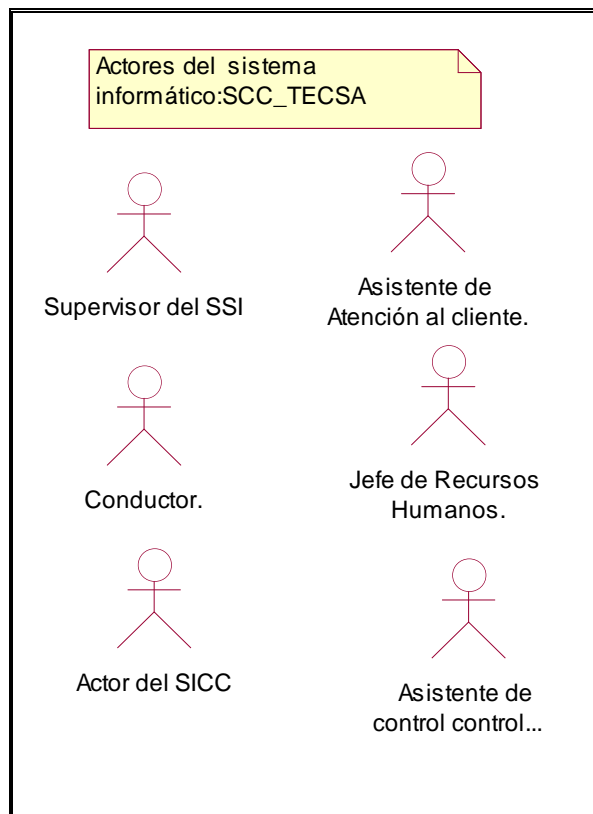 Actores del sistema
informático:SCC_TECSA
Supervisor del SSI
Asistente de
Atención al cliente.
Conductor.
Jefe de Recursos
Humanos.
Actor del SICC
Asistente de
control control...